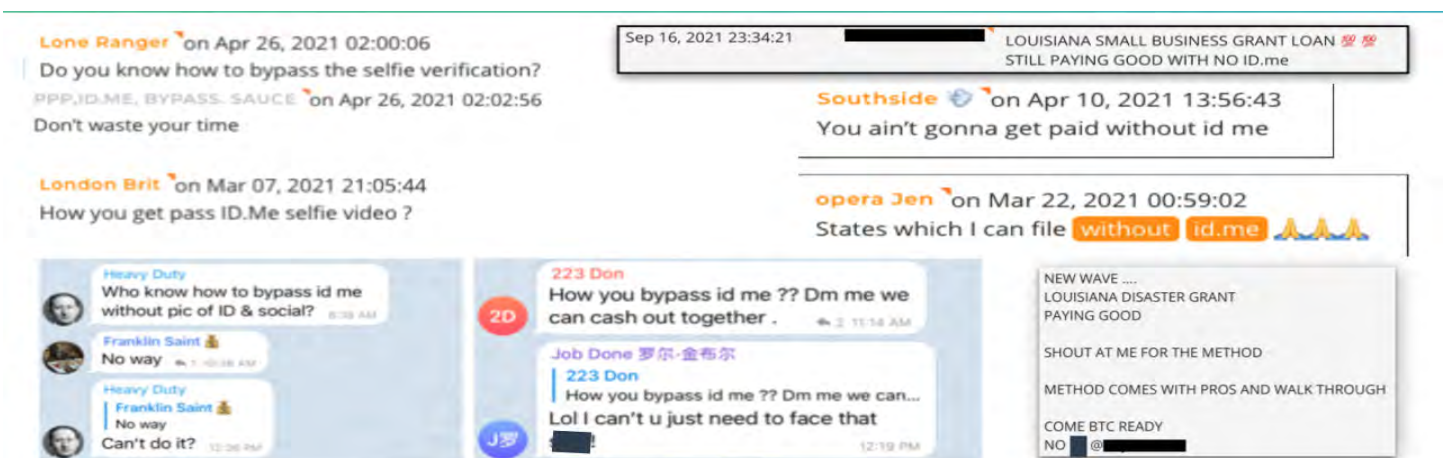 Lone Ranger on Apr 26, 2021 02:00:06
Do you know how to bypass the selfie verification?
PPP,ID.ME, BYPASS. SAUCE on Apr 26, 2021 02:02:56
Don't waste your time
London Brit on Mar 07, 2021 21:05:44
How you get pass ID.Me selfie video ?
Sep 16, 2021 23:34:21 LOUISIANA SMALL BUSINESS GRANT LOAN 💯 💯
STILL PAYING GOOD WITH NO ID.me
Southside 💨 on Apr 10, 2021 13:56:43
You ain't gonna get paid without id me
opera Jen on Mar 22, 2021 00:59:02
States which I can file without id.me 🙏🙏🙏
Heavy Duty
Who know how to bypass id me
without pic of ID & social?
Franklin Saint 💰
No way
Heavy Duty
Franklin Saint 💰
No way
Can't do it? 12:36 PM
2D
223 Don
How you bypass id me ?? Dm me we
can cash out together . 2 11:14 AM
Job Done 罗尔·金布尔
223 Don
How you bypass id me ?? Dm me we can...
Lol I can't u just need to face that
J罗
12:19 PM
NEW WAVE ....
LOUISIANA DISASTER GRANT
PAYING GOOD
SHOUT AT ME FOR THE METHOD
METHOD COMES WITH PROS AND WALK THROUGH
COME BTC READY
NO @